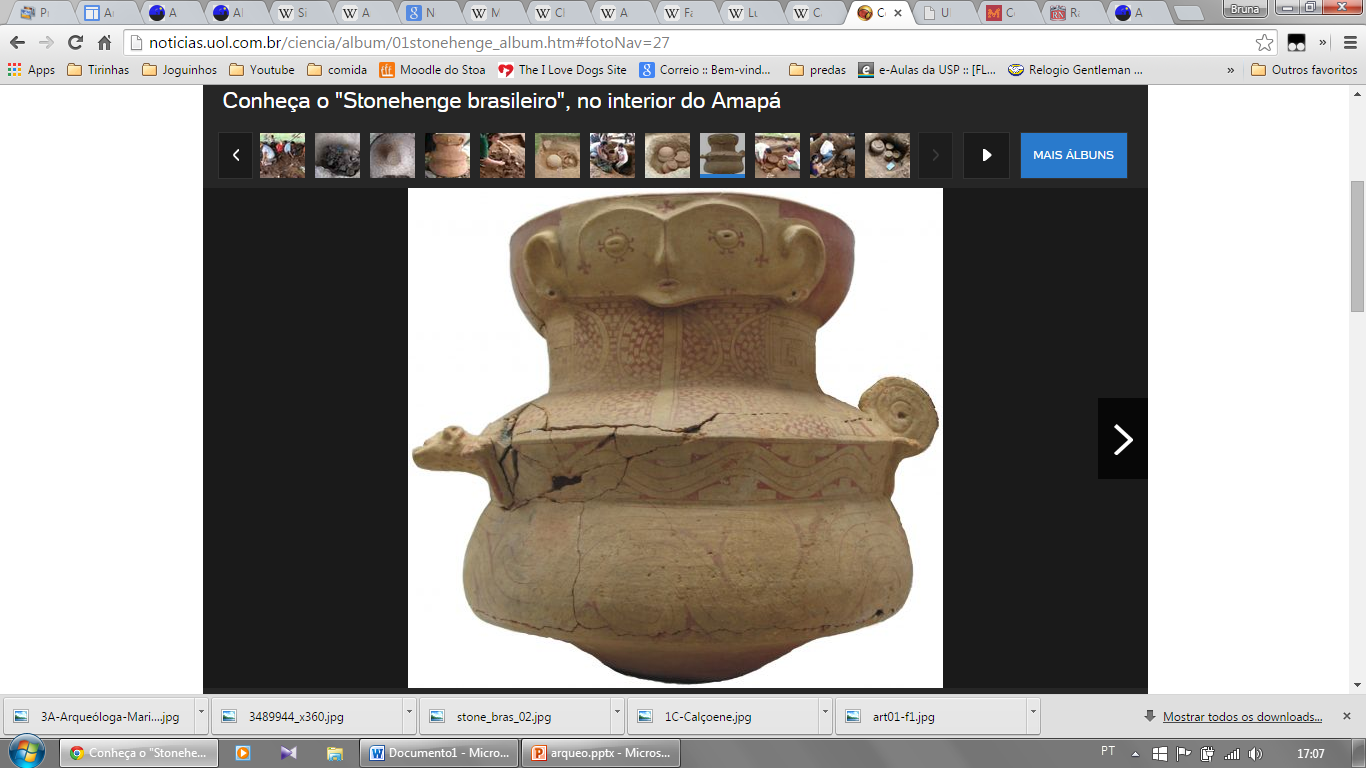 Bruna
noticias.uol.com.br/ciencia/album/01stonehenge_album.htm#fotoNav=27
Apps Tirinhas Joguinhos Youtube comida Moodle do Stoa The I Love Dogs Site Correio :: Bem-vind... predas e-Aulas da USP :: [FL... Relogio Gentleman ... » Outros favoritos
Conheça o "Stonehenge brasileiro", no interior do Amapá
MAIS ÁLBUNS
3A-Arqueóloga-Mari....jpg 3489944_x360.jpg stone_bras_02.jpg 1C-Calçoene.jpg art01-f1.jpg Mostrar todos os downloads...
Conheça o "Stonehe... Documento1 - Micro... arqueo.pptx - Micros... PT 17:07